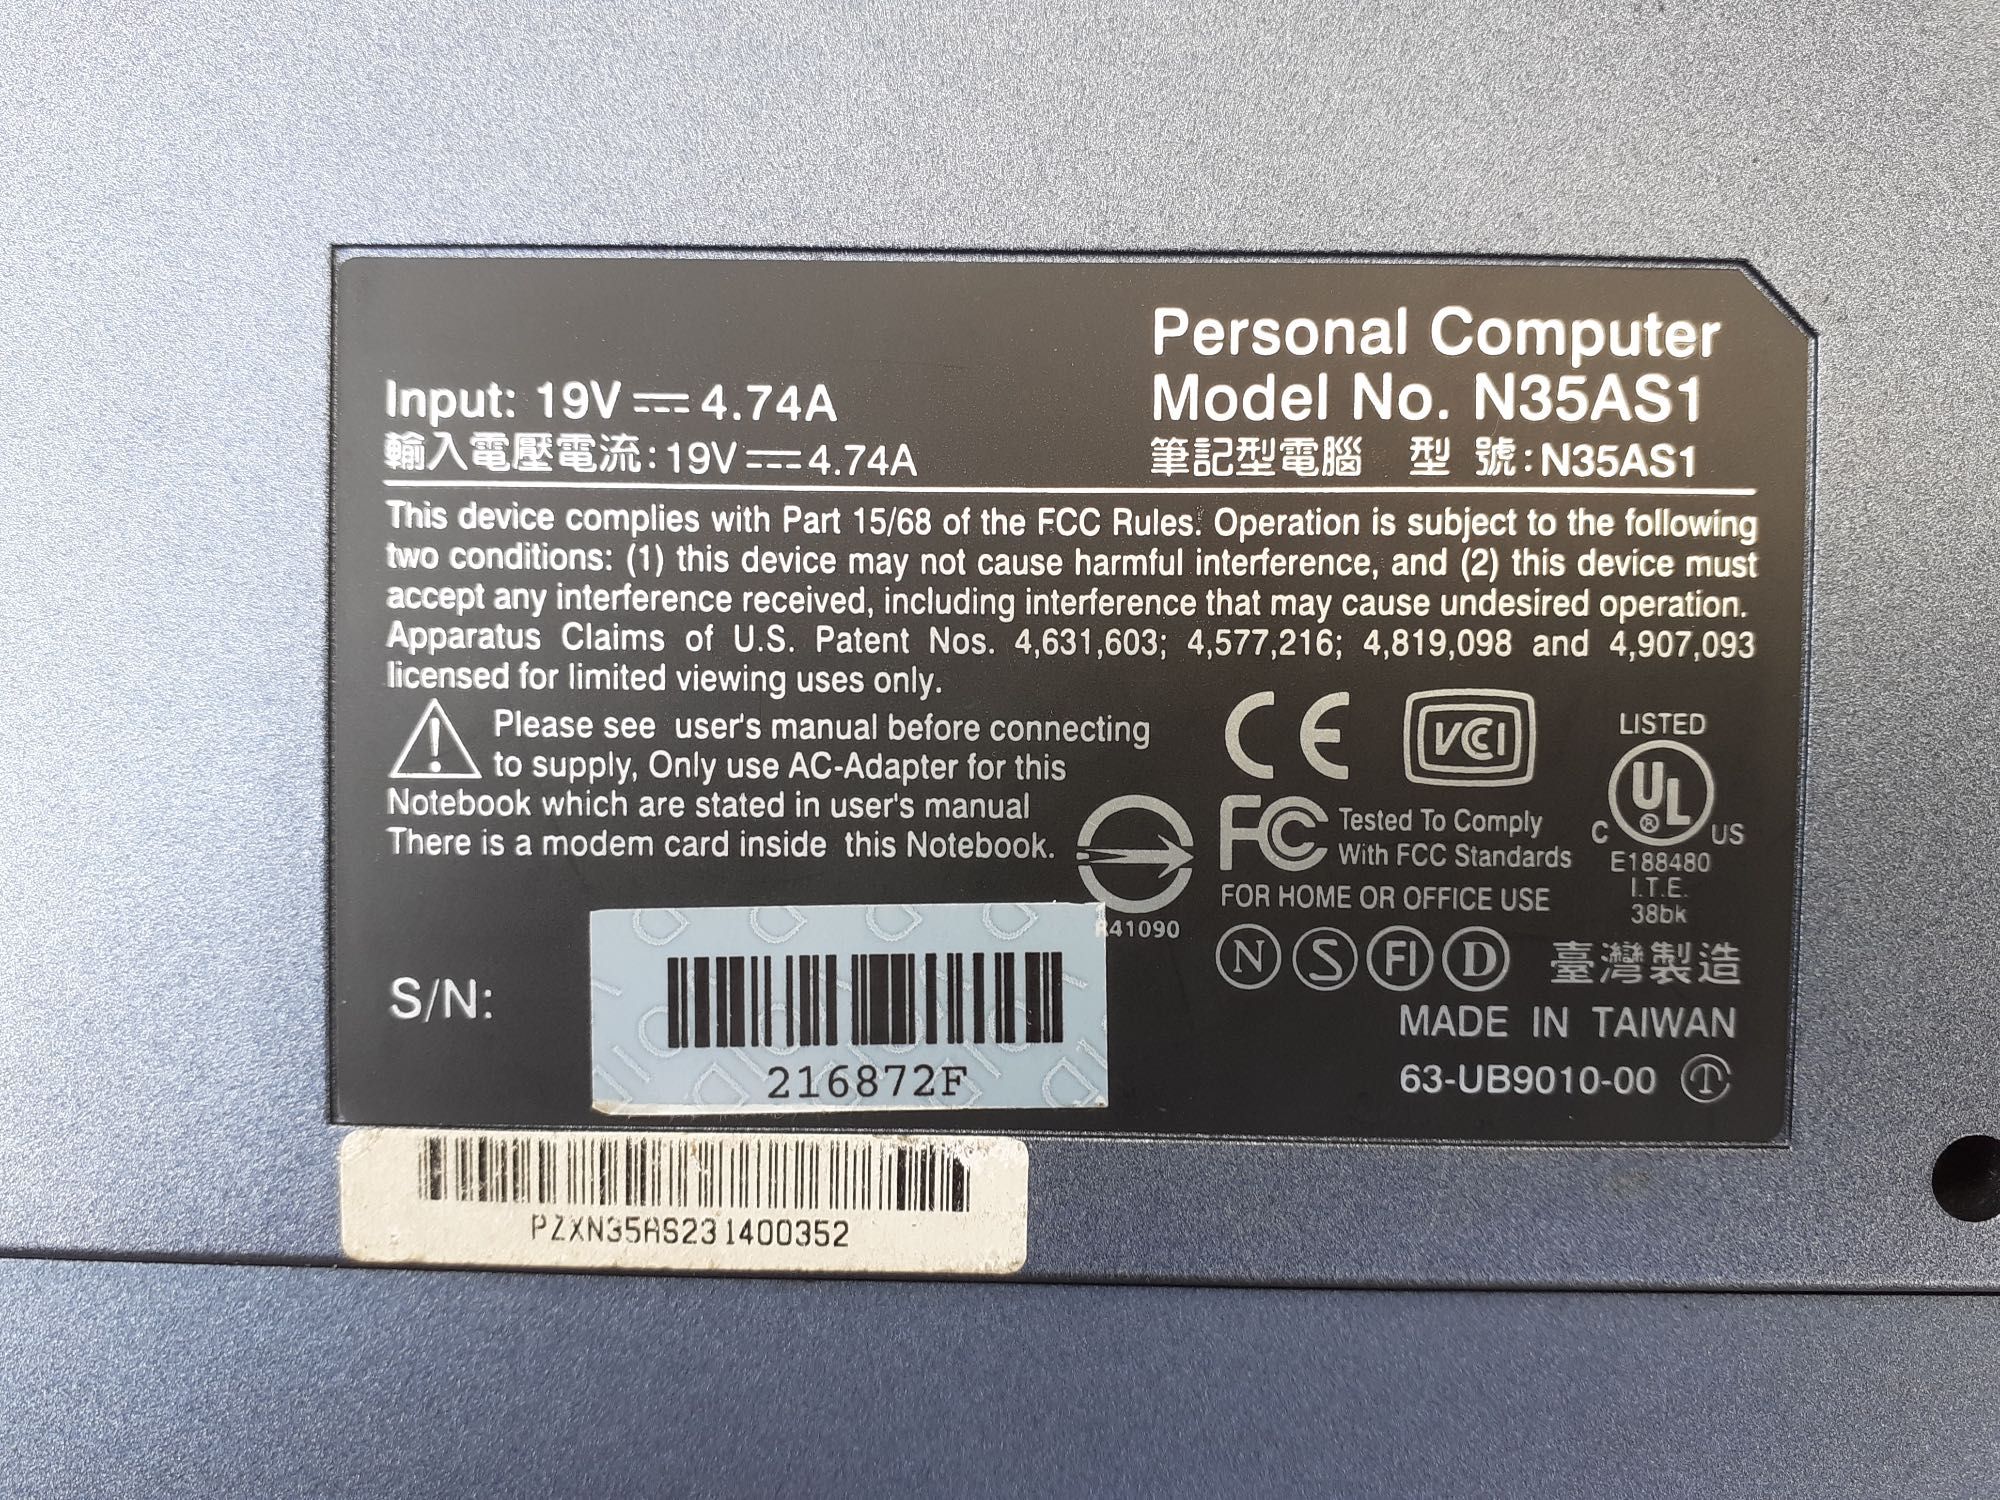 Personal Computer
Input: 19V 4.74A
Model No. N35AS1
輸入電壓電流:19V 4.74A
筆記型電腦 型 號:N35AS1
This device complies with Part 15/68 of the FCC Rules. Operation is subject to the following
two conditions: (1) this device may not cause harmful interference, and (2) this device must
accept any interference received, including interference that may cause undesired operation.
Apparatus Claims of U.S. Patent Nos. 4,631,603; 4,577,216; 4,819,098 and 4,907,093
licensed for limited viewing uses only.
Please see user's manual before connecting
to supply, Only use AC-Adapter for this
Notebook which are stated in user's manual
There is a modem card inside this Notebook.
CE
VCCI
LISTED
UL
®
C US
E188480
I.T.E.
38bk
FC Tested To Comply
With FCC Standards
FOR HOME OR OFFICE USE
R41090
N S FI D
臺灣製造
MADE IN TAIWAN
63-UB9010-00 T
S/N:
216872F
PZXN35AS231400352